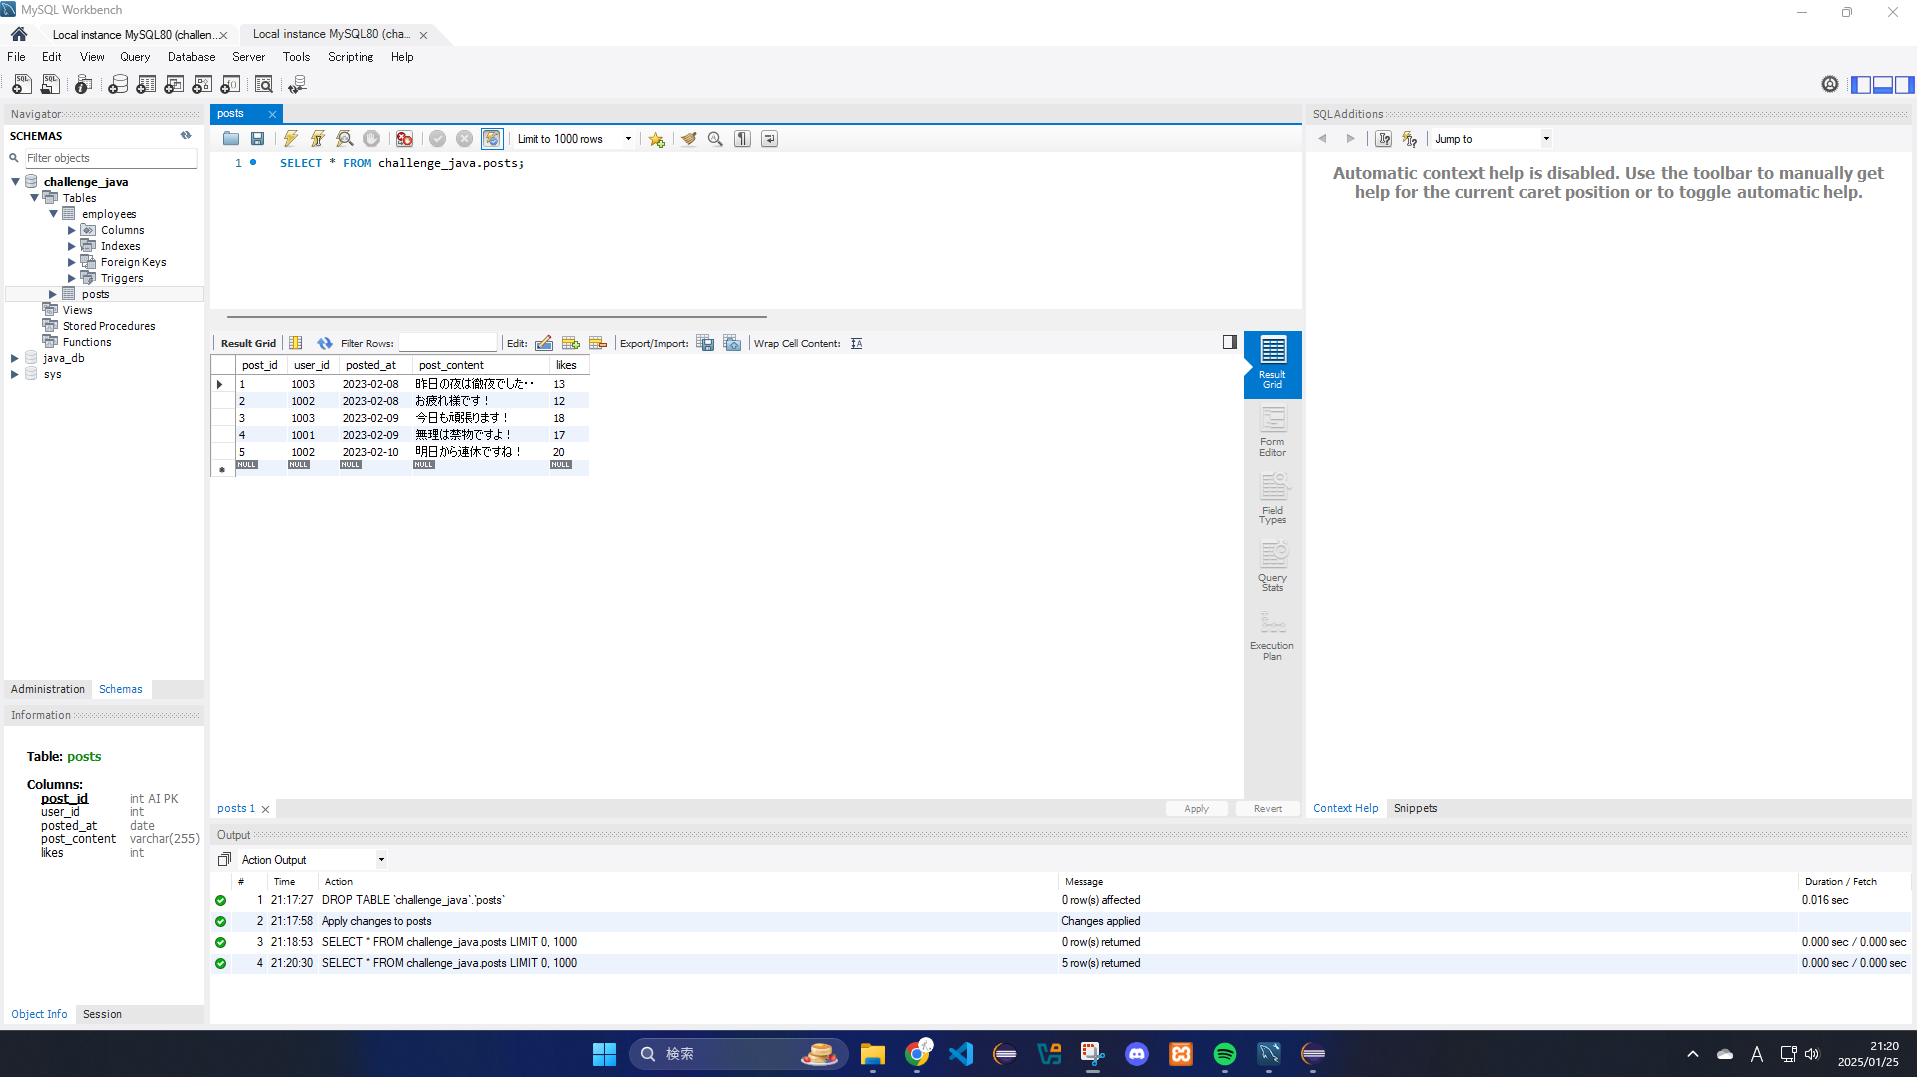 MySQL Workbench
Local instance MySQL80 (challen... Local instance MySQL80 (cha...
File Edit View Query Database Server Tools Scripting Help
Navigator
SCHEMAS
Filter objects
challenge_java
Tables
employees
Columns
Indexes
Foreign Keys
Triggers
posts
Views
Stored Procedures
Functions
java_db
sys
Administration Schemas
Information
Table: posts
Columns:
post_id int AI PK
user_id int
posted_at date
post_content varchar(255)
likes int
Object Info Session
posts
Limit to 1000 rows
1 SELECT * FROM challenge_java.posts;
Result Grid Filter Rows: Edit: Export/Import: Wrap Cell Content:
post_id user_id posted_at post_content likes
1 1003 2023-02-08 昨日の夜は徹夜でした・・ 13
2 1002 2023-02-08 お疲れ様です！ 12
3 1003 2023-02-09 今日も頑張ります！ 18
4 1001 2023-02-09 無理は禁物ですよ！ 17
5 1002 2023-02-10 明日から連休ですね！ 20
NULL NULL NULL NULL NULL
Result
Grid
Form
Editor
Field
Types
Query
Stats
Execution
Plan
posts 1 Apply Revert
SQLAdditions
Jump to
Automatic context help is disabled. Use the toolbar to manually get
help for the current caret position or to toggle automatic help.
Context Help Snippets
Output
Action Output
# Time Action Message Duration / Fetch
1 21:17:27 DROP TABLE `challenge_java`.`posts` 0 row(s) affected 0.016 sec
2 21:17:58 Apply changes to posts Changes applied
3 21:18:53 SELECT * FROM challenge_java.posts LIMIT 0, 1000 0 row(s) returned 0.000 sec / 0.000 sec
4 21:20:30 SELECT * FROM challenge_java.posts LIMIT 0, 1000 5 row(s) returned 0.000 sec / 0.000 sec
検索
A
21:20
2025/01/25